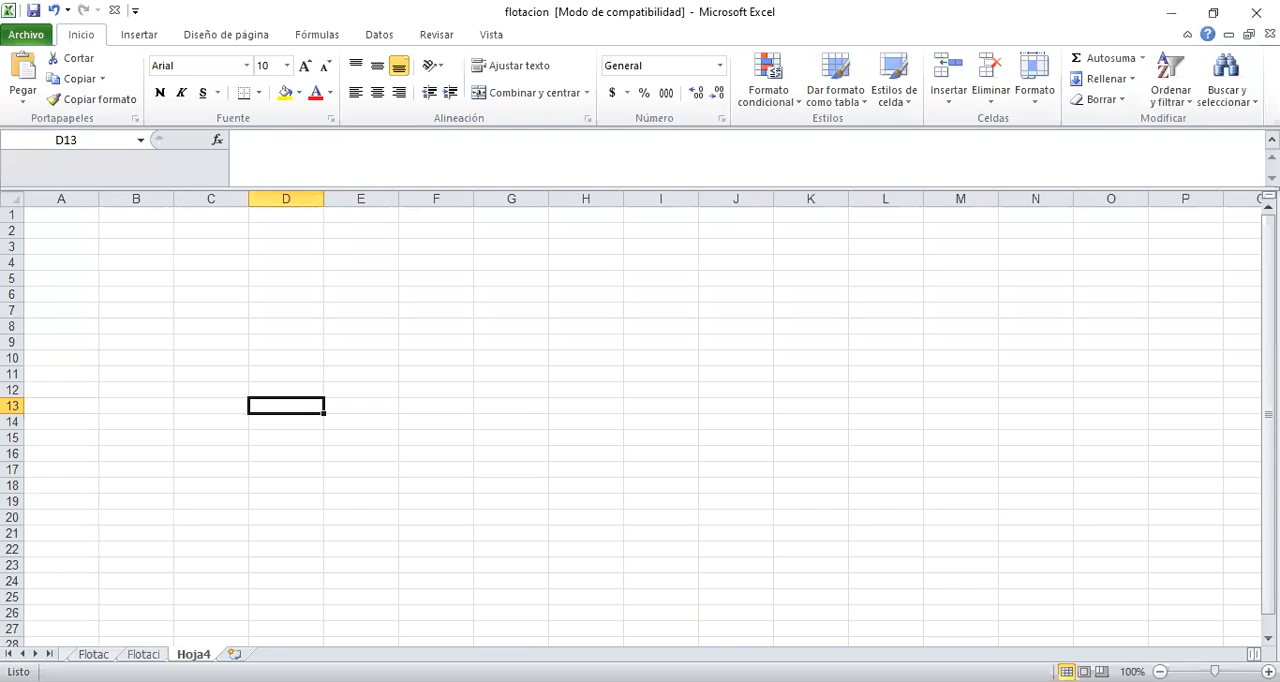 flotacion [Modo de compatibilidad] - Microsoft Excel
Archivo Inicio Insertar Diseño de página Fórmulas Datos Revisar Vista
Pegar Cortar Copiar Copiar formato
Portapapeles
Arial 10
N K S
Fuente
Ajustar texto
Combinar y centrar
Alineación
General
$ % 000
Número
Formato condicional Dar formato como tabla Estilos de celda
Estilos
Insertar Eliminar Formato
Celdas
Σ Autosuma
Rellenar
Borrar
Ordenar y filtrar Buscar y seleccionar
Modificar
D13 fx
A B C D E F G H I J K L M N O P
1
2
3
4
5
6
7
8
9
10
11
12
13
14
15
16
17
18
19
20
21
22
23
24
25
26
27
28
Flotac Flotaci Hoja4
Listo 100%